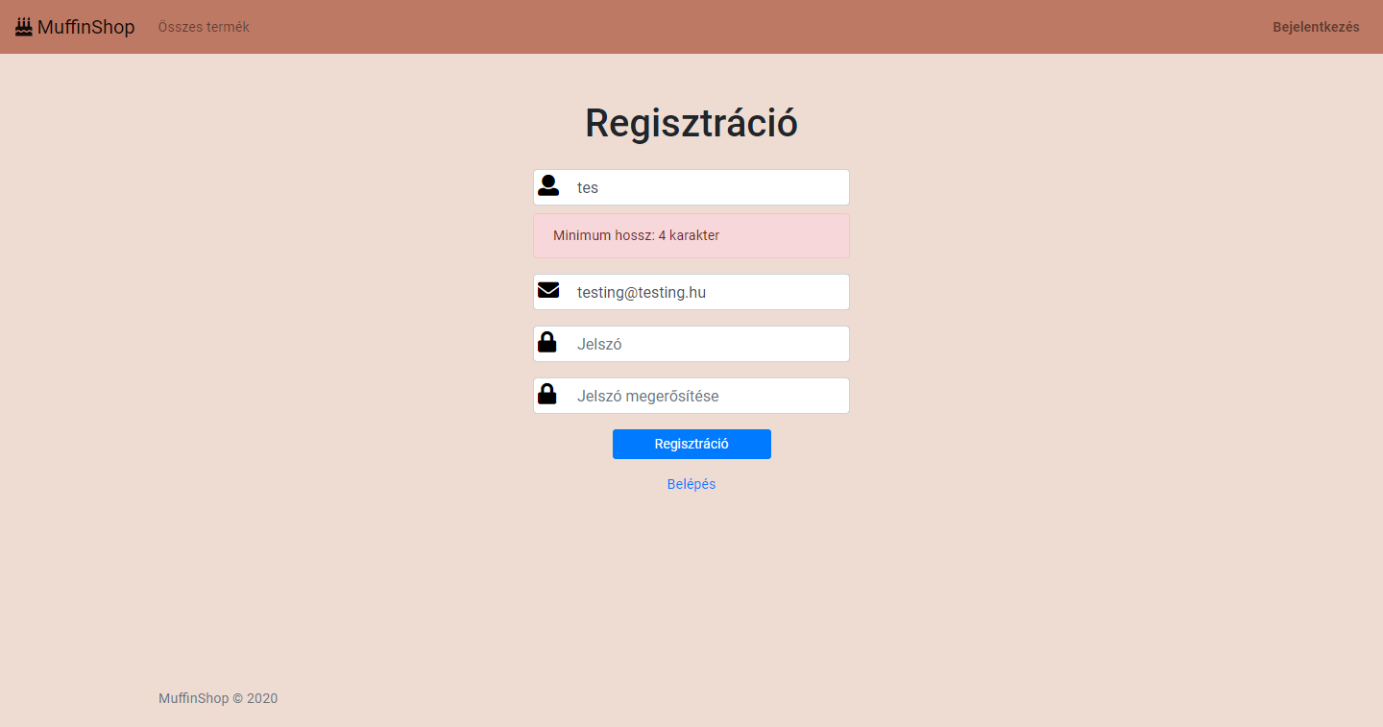 MuffinShop Összes termék Bejelentkezés
Regisztráció
tes
Minimum hossz: 4 karakter
testing@testing.hu
Jelszó
Jelszó megerősítése
Regisztráció
Belépés
MuffinShop © 2020